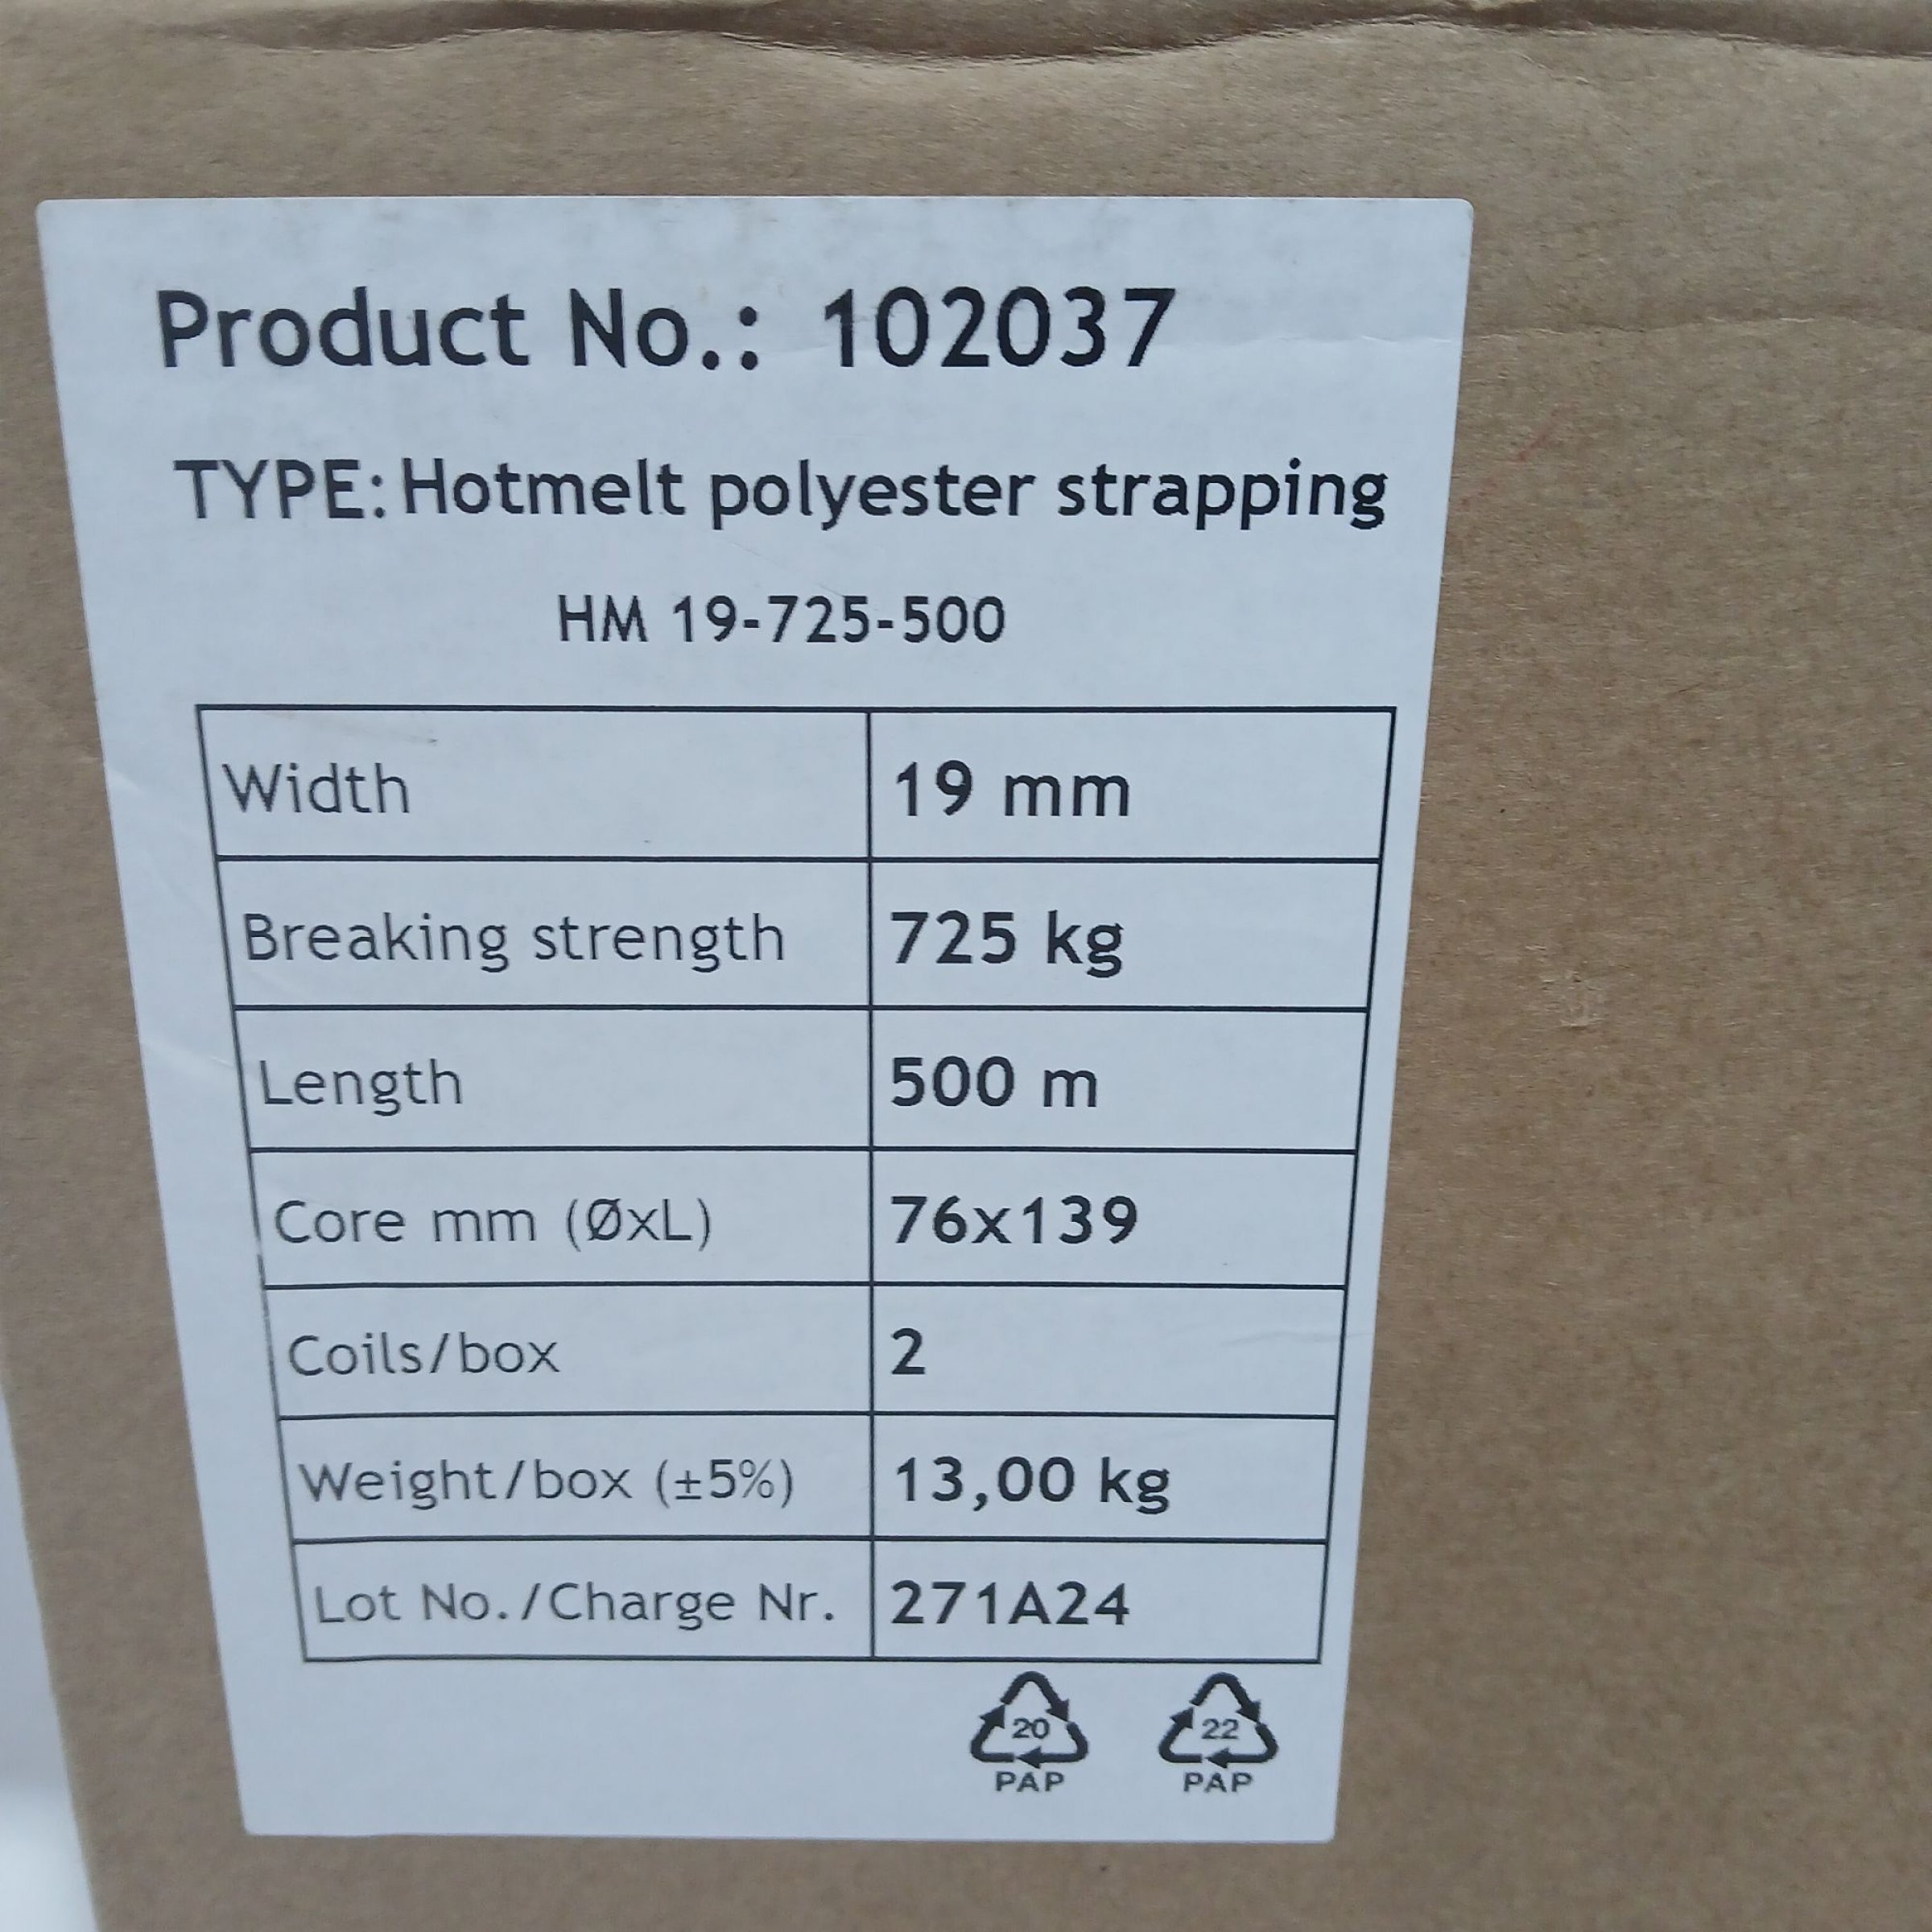 Product No.: 102037
TYPE: Hotmelt polyester strapping
HM 19-725-500
Width 19 mm
Breaking strength 725 kg
Length 500 m
Core mm (ØxL) 76x139
Coils/box 2
Weight/box (±5%) 13,00 kg
Lot No./Charge Nr. 271A24
20 22
PAP PAP